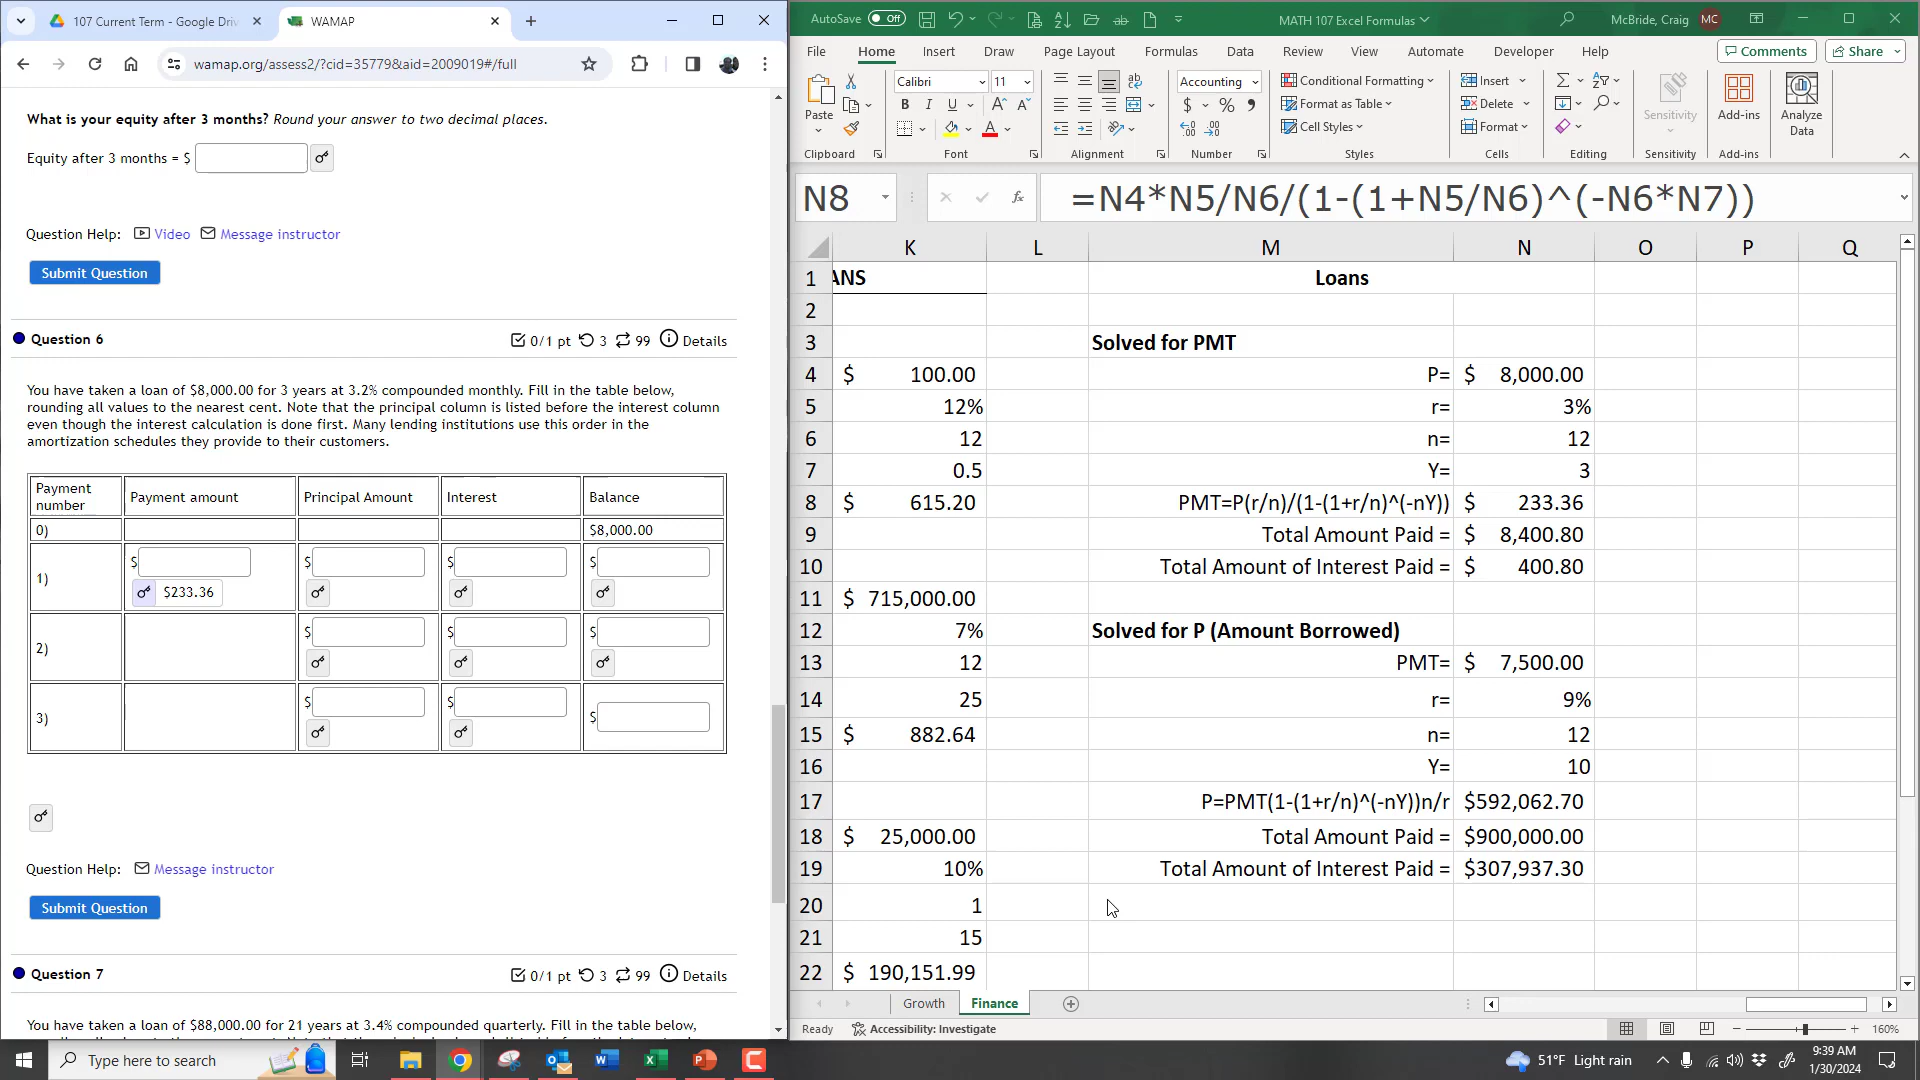 107 Current Term - Google Driv
WAMAP
wamap.org/assess2/?cid=35779&aid=2009019#/full
What is your equity after 3 months? Round your answer to two decimal places.
Equity after 3 months = $
Question Help: Video Message instructor
Submit Question
Question 6
0/1 pt 3 99 Details
You have taken a loan of $8,000.00 for 3 years at 3.2% compounded monthly. Fill in the table below,
rounding all values to the nearest cent. Note that the principal column is listed before the interest column
even though the interest calculation is done first. Many lending institutions use this order in the
amortization schedules they provide to their customers.
Payment number Payment amount Principal Amount Interest Balance
0) $8,000.00
1) $ $ $ $
$233.36
2) $ $ $
3) $ $ $
Question Help: Message instructor
Submit Question
Question 7
0/1 pt 3 99 Details
You have taken a loan of $88,000.00 for 21 years at 3.4% compounded quarterly. Fill in the table below,
AutoSave Off
MATH 107 Excel Formulas
McBride, Craig MC
File Home Insert Draw Page Layout Formulas Data Review View Automate Developer Help Comments Share
Paste
Calibri 11
B I U A A
ab
Accounting
$ % 9
Conditional Formatting
Format as Table
Cell Styles
Insert
Delete
Format
Sensitivity
Add-ins
Analyze Data
Clipboard Font Alignment Number Styles Cells Editing Sensitivity Add-ins
N8 fx =N4*N5/N6/(1-(1+N5/N6)^(-N6*N7))
K L M N O P Q
1 ANS Loans
2
3 Solved for PMT
4 $ 100.00 P= $ 8,000.00
5 12% r= 3%
6 12 n= 12
7 0.5 Y= 3
8 $ 615.20 PMT=P(r/n)/(1-(1+r/n)^(-nY)) $ 233.36
9 Total Amount Paid = $ 8,400.80
10 Total Amount of Interest Paid = $ 400.80
11 $ 715,000.00
12 7% Solved for P (Amount Borrowed)
13 12 PMT= $ 7,500.00
14 25 r= 9%
15 $ 882.64 n= 12
16 Y= 10
17 P=PMT(1-(1+r/n)^(-nY))n/r $592,062.70
18 $ 25,000.00 Total Amount Paid = $900,000.00
19 10% Total Amount of Interest Paid = $307,937.30
20 1
21 15
22 $ 190,151.99
Growth Finance
Ready Accessibility: Investigate 160%
Type here to search
51°F Light rain
9:39 AM
1/30/2024